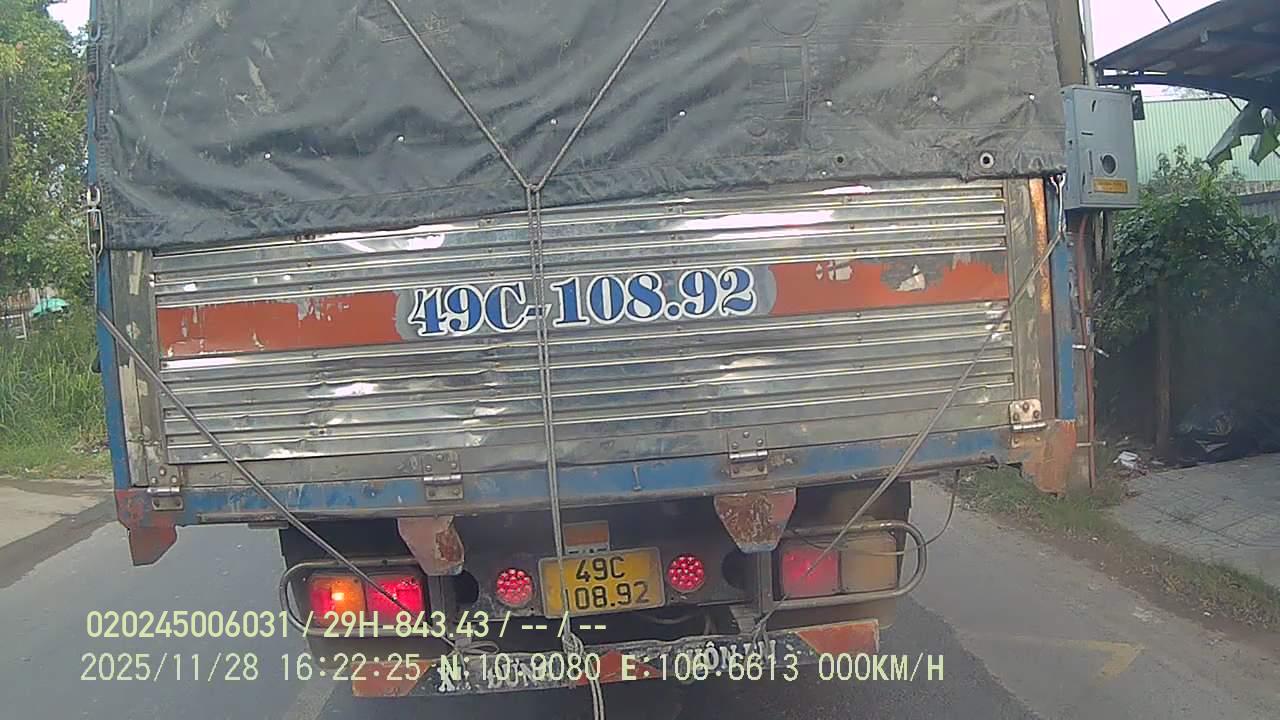 49C-108.92
49C
108.92
020245006031 / 29H-843.43 / -- / --
2025/11/28 16:22:25 N:10.9080 E:106.6613 000KM/H